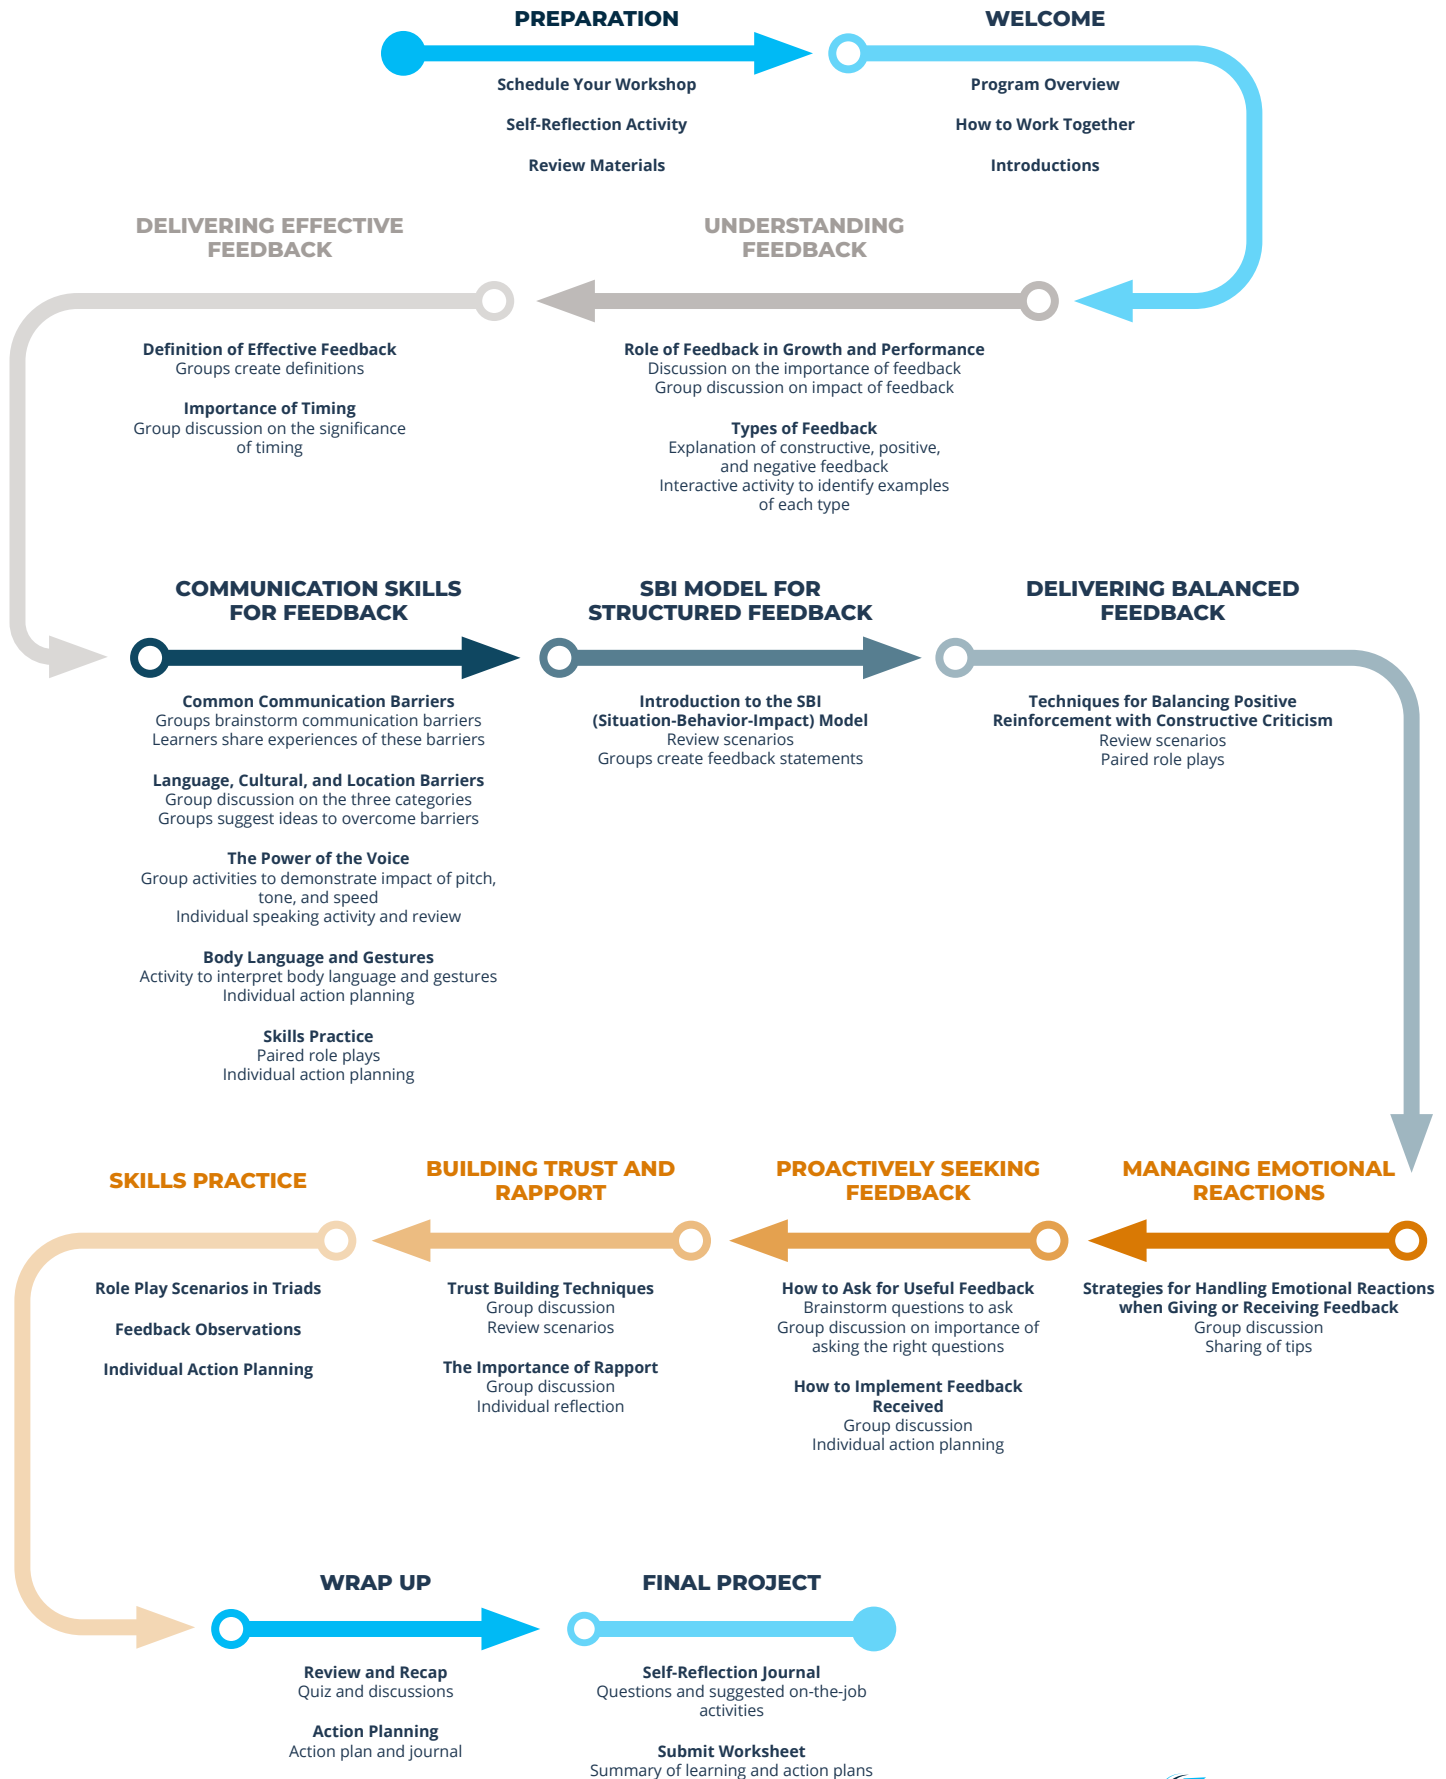 PREPARATION
Schedule Your Workshop
Self-Reflection Activity
Review Materials
WELCOME
Program Overview
How to Work Together
Introductions
UNDERSTANDING
FEEDBACK
Role of Feedback in Growth and Performance
Discussion on the importance of feedback
Group discussion on impact of feedback
Types of Feedback
Explanation of constructive, positive,
and negative feedback
Interactive activity to identify examples
of each type
DELIVERING EFFECTIVE
FEEDBACK
Definition of Effective Feedback
Groups create definitions
Importance of Timing
Group discussion on the significance
of timing
COMMUNICATION SKILLS
FOR FEEDBACK
Common Communication Barriers
Groups brainstorm communication barriers
Learners share experiences of these barriers
Language, Cultural, and Location Barriers
Group discussion on the three categories
Groups suggest ideas to overcome barriers
The Power of the Voice
Group activities to demonstrate impact of pitch,
tone, and speed
Individual speaking activity and review
Body Language and Gestures
Activity to interpret body language and gestures
Individual action planning
Skills Practice
Paired role plays
Individual action planning
SBI MODEL FOR
STRUCTURED FEEDBACK
Introduction to the SBI
(Situation-Behavior-Impact) Model
Review scenarios
Groups create feedback statements
DELIVERING BALANCED
FEEDBACK
Techniques for Balancing Positive
Reinforcement with Constructive Criticism
Review scenarios
Paired role plays
MANAGING EMOTIONAL
REACTIONS
Strategies for Handling Emotional Reactions
when Giving or Receiving Feedback
Group discussion
Sharing of tips
PROACTIVELY SEEKING
FEEDBACK
How to Ask for Useful Feedback
Brainstorm questions to ask
Group discussion on importance of
asking the right questions
How to Implement Feedback
Received
Group discussion
Individual action planning
BUILDING TRUST AND
RAPPORT
Trust Building Techniques
Group discussion
Review scenarios
The Importance of Rapport
Group discussion
Individual reflection
SKILLS PRACTICE
Role Play Scenarios in Triads
Feedback Observations
Individual Action Planning
WRAP UP
Review and Recap
Quiz and discussions
Action Planning
Action plan and journal
FINAL PROJECT
Self-Reflection Journal
Questions and suggested on-the-job
activities
Submit Worksheet
Summary of learning and action plans